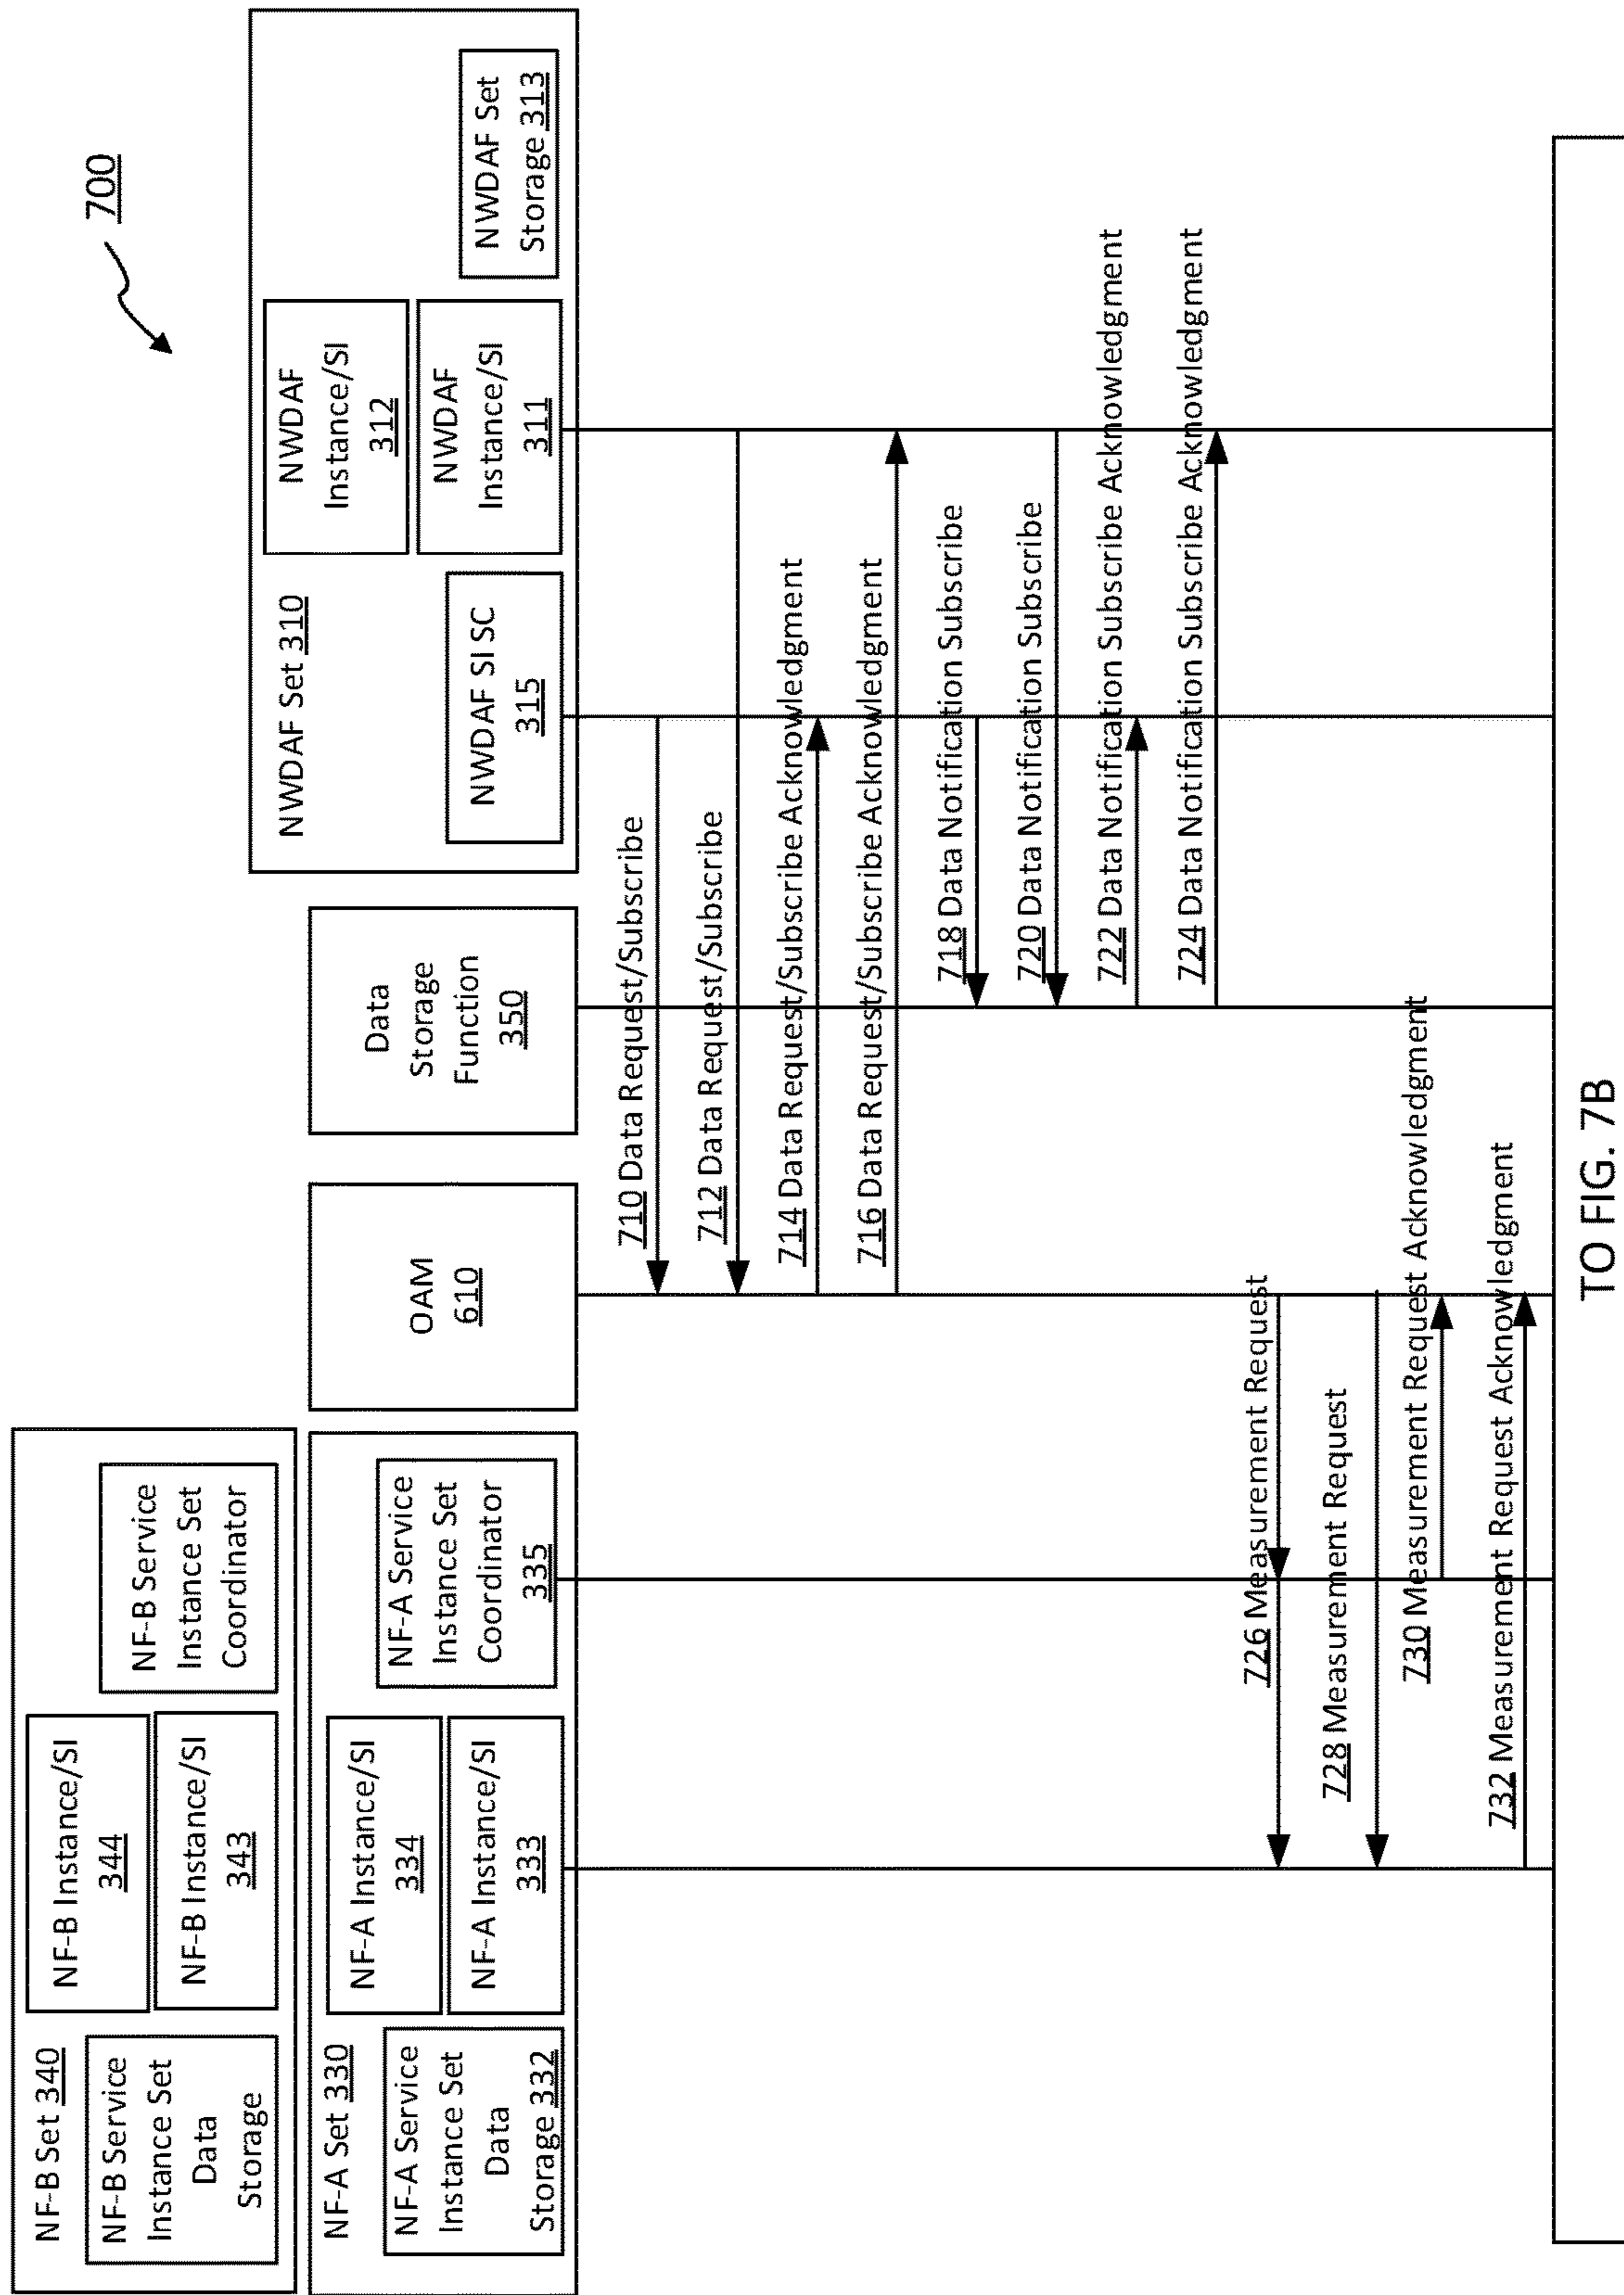 700
NF-B Set 340
NF-B Service
Instance Set
Data
Storage
NF-B Instance/SI
344
NF-B Instance/SI
343
NF-B Service
Instance Set
Coordinator
NF-A Set 330
NF-A Service
Instance Set
Data
Storage 332
NF-A Instance/SI
334
NF-A Instance/SI
333
NF-A Service
Instance Set
Coordinator
335
OAM
610
Data
Storage
Function
350
NWDAF Set 310
NWDAF SI SC
315
NWDAF
Instance/SI
312
NWDAF
Instance/SI
311
NWDAF Set
Storage 313
710 Data Request/Subscribe
712 Data Request/Subscribe
714 Data Request/Subscribe Acknowledgment
716 Data Request/Subscribe Acknowledgment
718 Data Notification Subscribe
720 Data Notification Subscribe
722 Data Notification Subscribe Acknowledgment
724 Data Notification Subscribe Acknowledgment
726 Measurement Request
728 Measurement Request
730 Measurement Request Acknowledgment
732 Measurement Request Acknowledgment
TO FIG. 7B